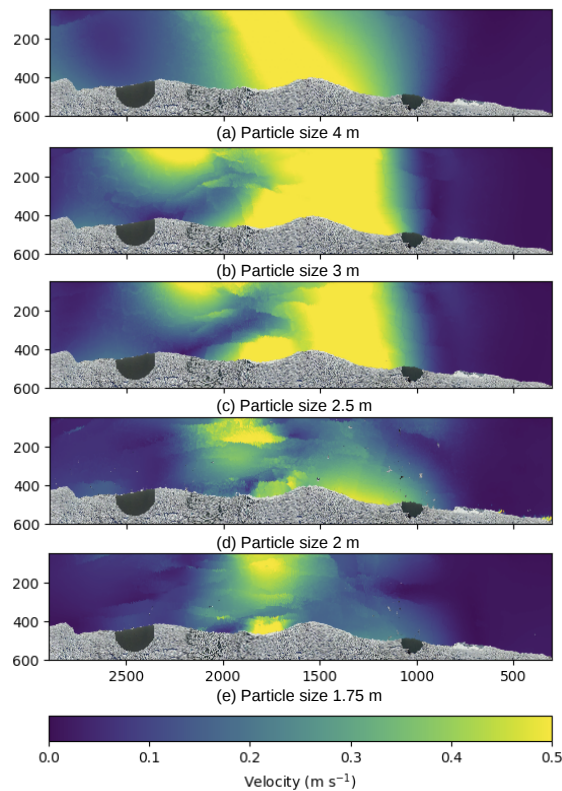 200
400
600
(a) Particle size 4 m
200
400
600
(b) Particle size 3 m
200
400
600
(c) Particle size 2.5 m
200
400
600
(d) Particle size 2 m
200
400
600
2500 2000 1500 1000 500
(e) Particle size 1.75 m
0.0 0.1 0.2 0.3 0.4 0.5
Velocity (m s⁻¹)